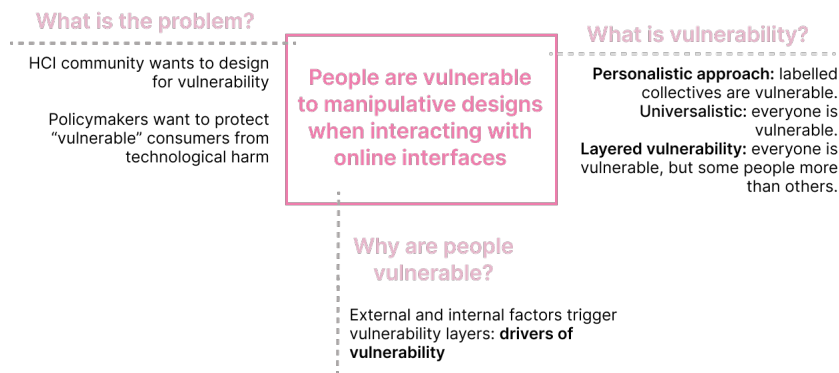 What is the problem?
HCI community wants to design
for vulnerability
Policymakers want to protect
“vulnerable” consumers from
technological harm
People are vulnerable
to manipulative designs
when interacting with
online interfaces
What is vulnerability?
Personalistic approach: labelled
collectives are vulnerable.
Universalistic: everyone is
vulnerable.
Layered vulnerability: everyone is
vulnerable, but some people more
than others.
Why are people
vulnerable?
External and internal factors trigger
vulnerability layers: drivers of
vulnerability